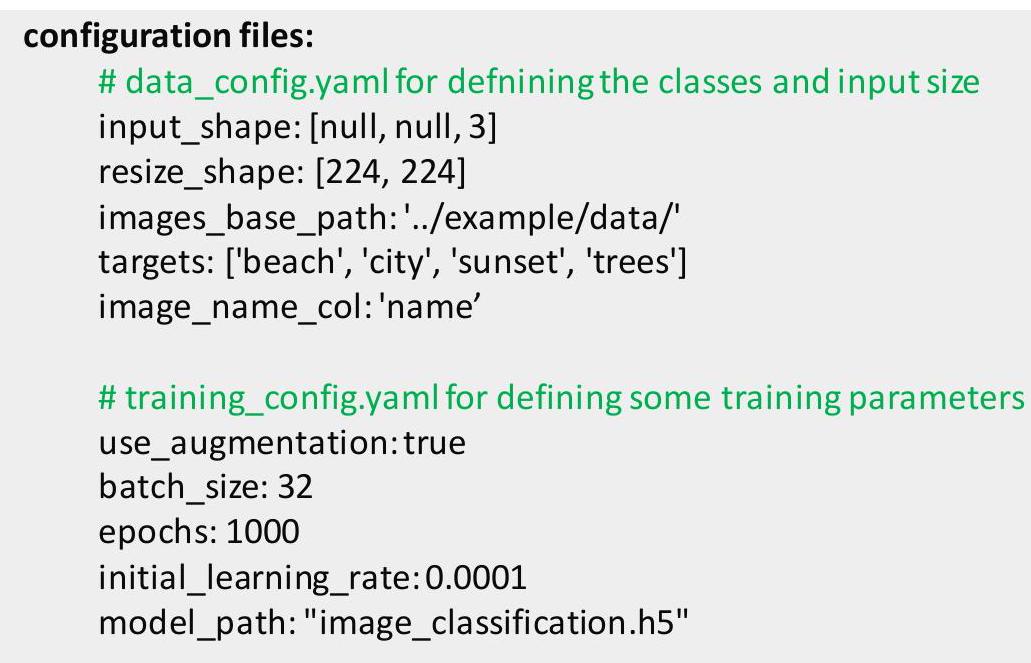 configuration files:
# data_config.yaml for defnining the classes and input size
input_shape: [null, null, 3]
resize_shape: [224, 224]
images_base_path: '../example/data/'
targets: ['beach', 'city', 'sunset', 'trees']
image_name_col: 'name’
# training_config.yaml for defining some training parameters
use_augmentation: true
batch_size: 32
epochs: 1000
initial_learning_rate: 0.0001
model_path: "image_classification.h5"